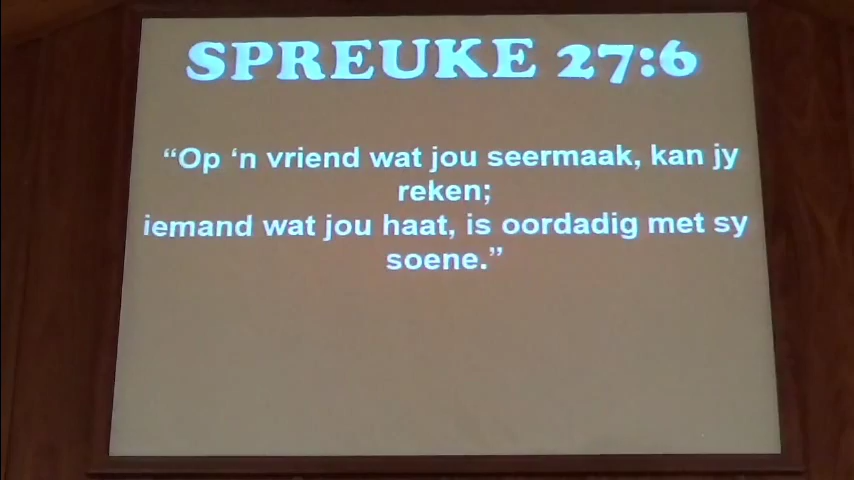 SPREUKE 27:6
“Op ‘n vriend wat jou seermaak, kan jy
reken;
iemand wat jou haat, is oordadig met sy
soene.”